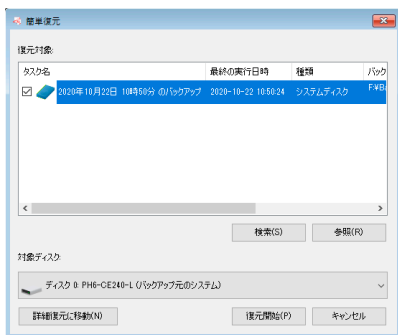 簡単復元
復元対象:
タスク名 最終の実行日時 種類 バック
2020年10月22日 10時50分 のバックアップ 2020-10-22 10:50:24 システムディスク F:¥Ba
検索(S) 参照(R)
対象ディスク:
ディスク 0: PH6-CE240-L (バックアップ元のシステム)
詳細復元に移動(N) 復元開始(P) キャンセル